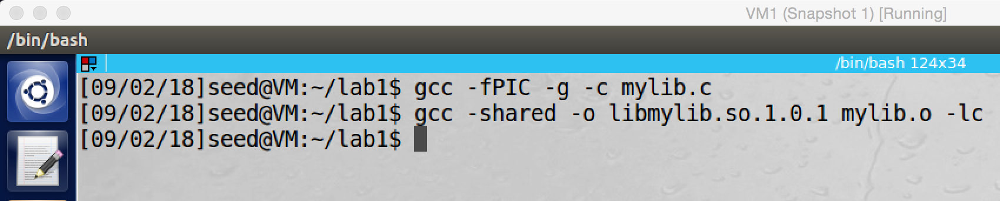 VM1 (Snapshot 1) [Running]
/bin/bash
/bin/bash 124x34
[09/02/18]seed@VM:~/lab1$ gcc -fPIC -g -c mylib.c
[09/02/18]seed@VM:~/lab1$ gcc -shared -o libmylib.so.1.0.1 mylib.o -lc
[09/02/18]seed@VM:~/lab1$